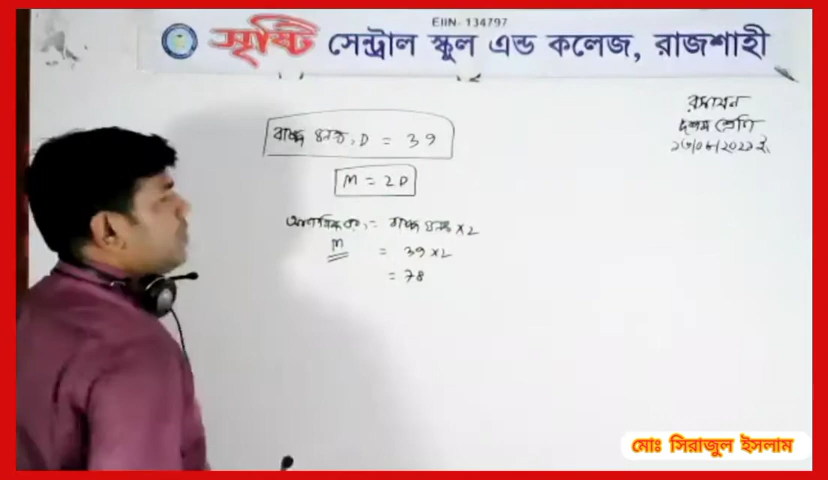 EIIN- 134797
সৃষ্টি সেন্ট্রাল স্কুল এন্ড কলেজ, রাজশাহী
রসায়ন
দশম শ্রেণি
বাষ্প ঘনত্ব, D = 39
M = 2D
আণবিক ভর, = বাষ্প ঘনত্ব × 2
M = 39 × 2
= 78
মোঃ সিরাজুল ইসলাম